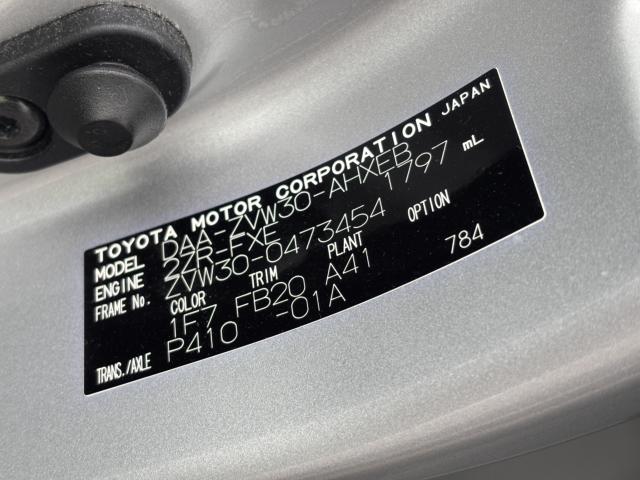 TOYOTA MOTOR CORPORATION JAPAN
MODEL DAA-ZVW30-AHXEB
ENGINE 2ZR-FXE 1797 mL
FRAME No. ZVW30-0473454
COLOR TRIM PLANT OPTION
1F7 FB20 A41 784
TRANS./AXLE P410 -01A